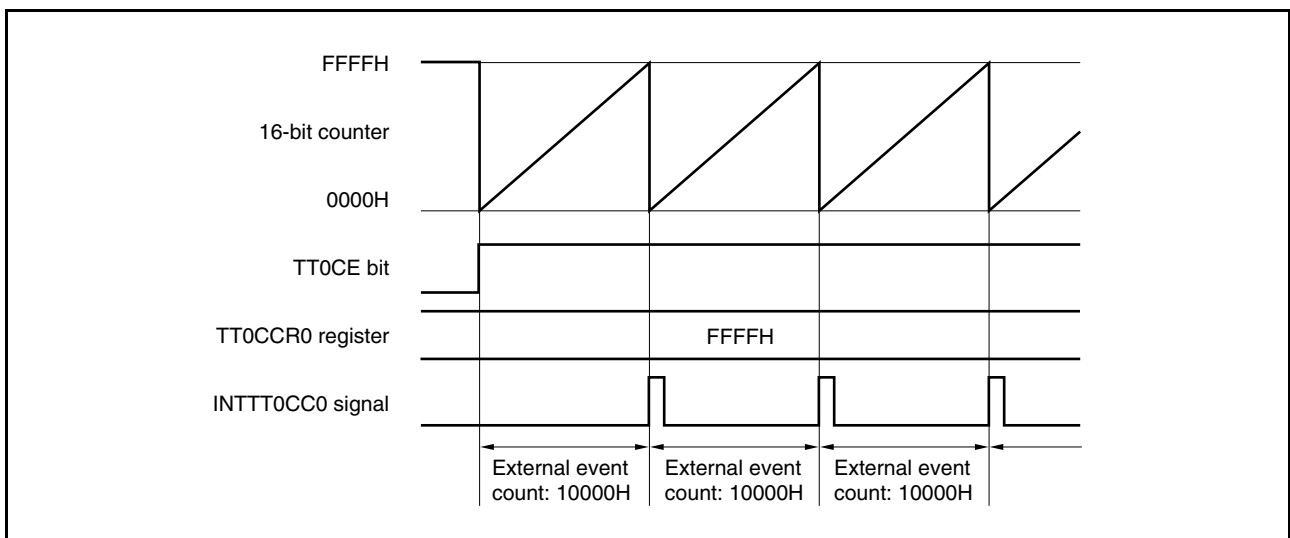 FFFFH
16-bit counter
0000H
TT0CE bit
TT0CCR0 register
FFFFH
INTTT0CC0 signal
External event
count: 10000H
External event
count: 10000H
External event
count: 10000H